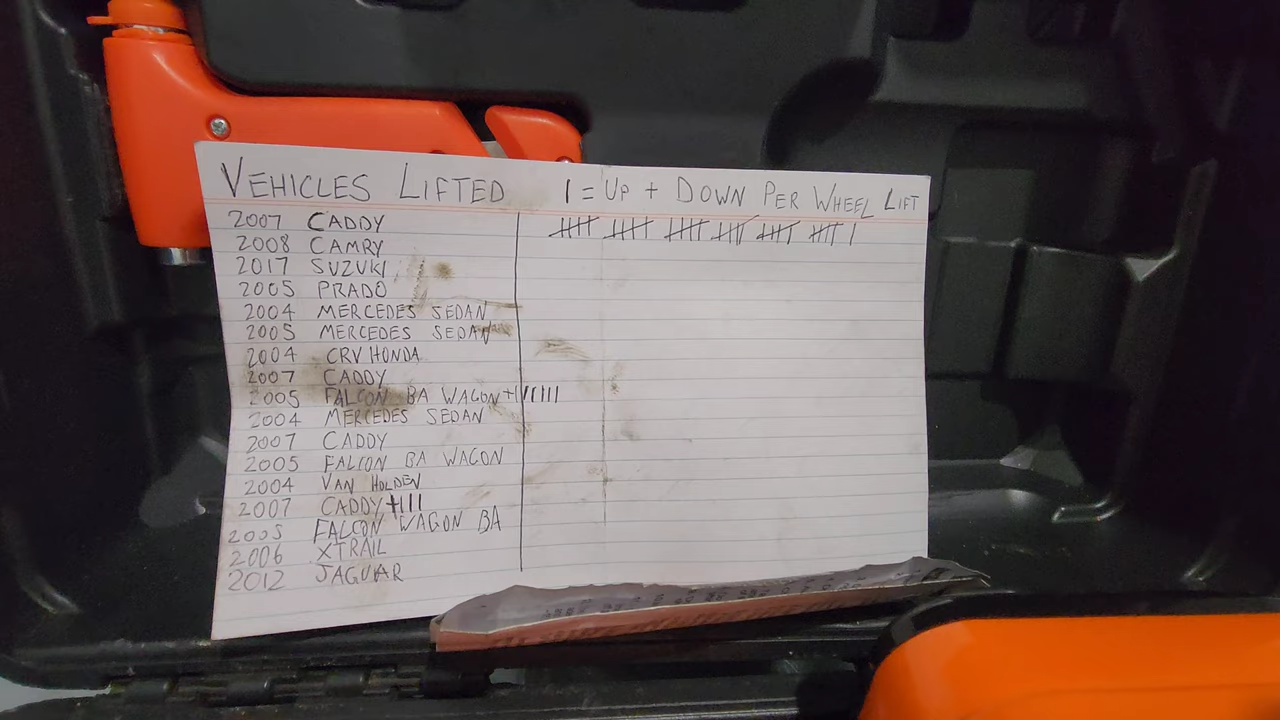 VEHICLES LIFTED 1 = UP + DOWN PER WHEEL LIFT
2007 CADDY
2008 CAMRY
2017 SUZUKI
2005 PRADO
2004 MERCEDES SEDAN
2005 MERCEDES SEDAN
2004 CRV HONDA
2007 CADDY
2005 FALCON BA WAGON +
2004 MERCEDES SEDAN
2007 CADDY
2005 FALCON BA WAGON
2004 VAN HOLDEN
2007 CADDY +III
2005 FALCON WAGON BA
2006 XTRAIL
2012 JAGUAR